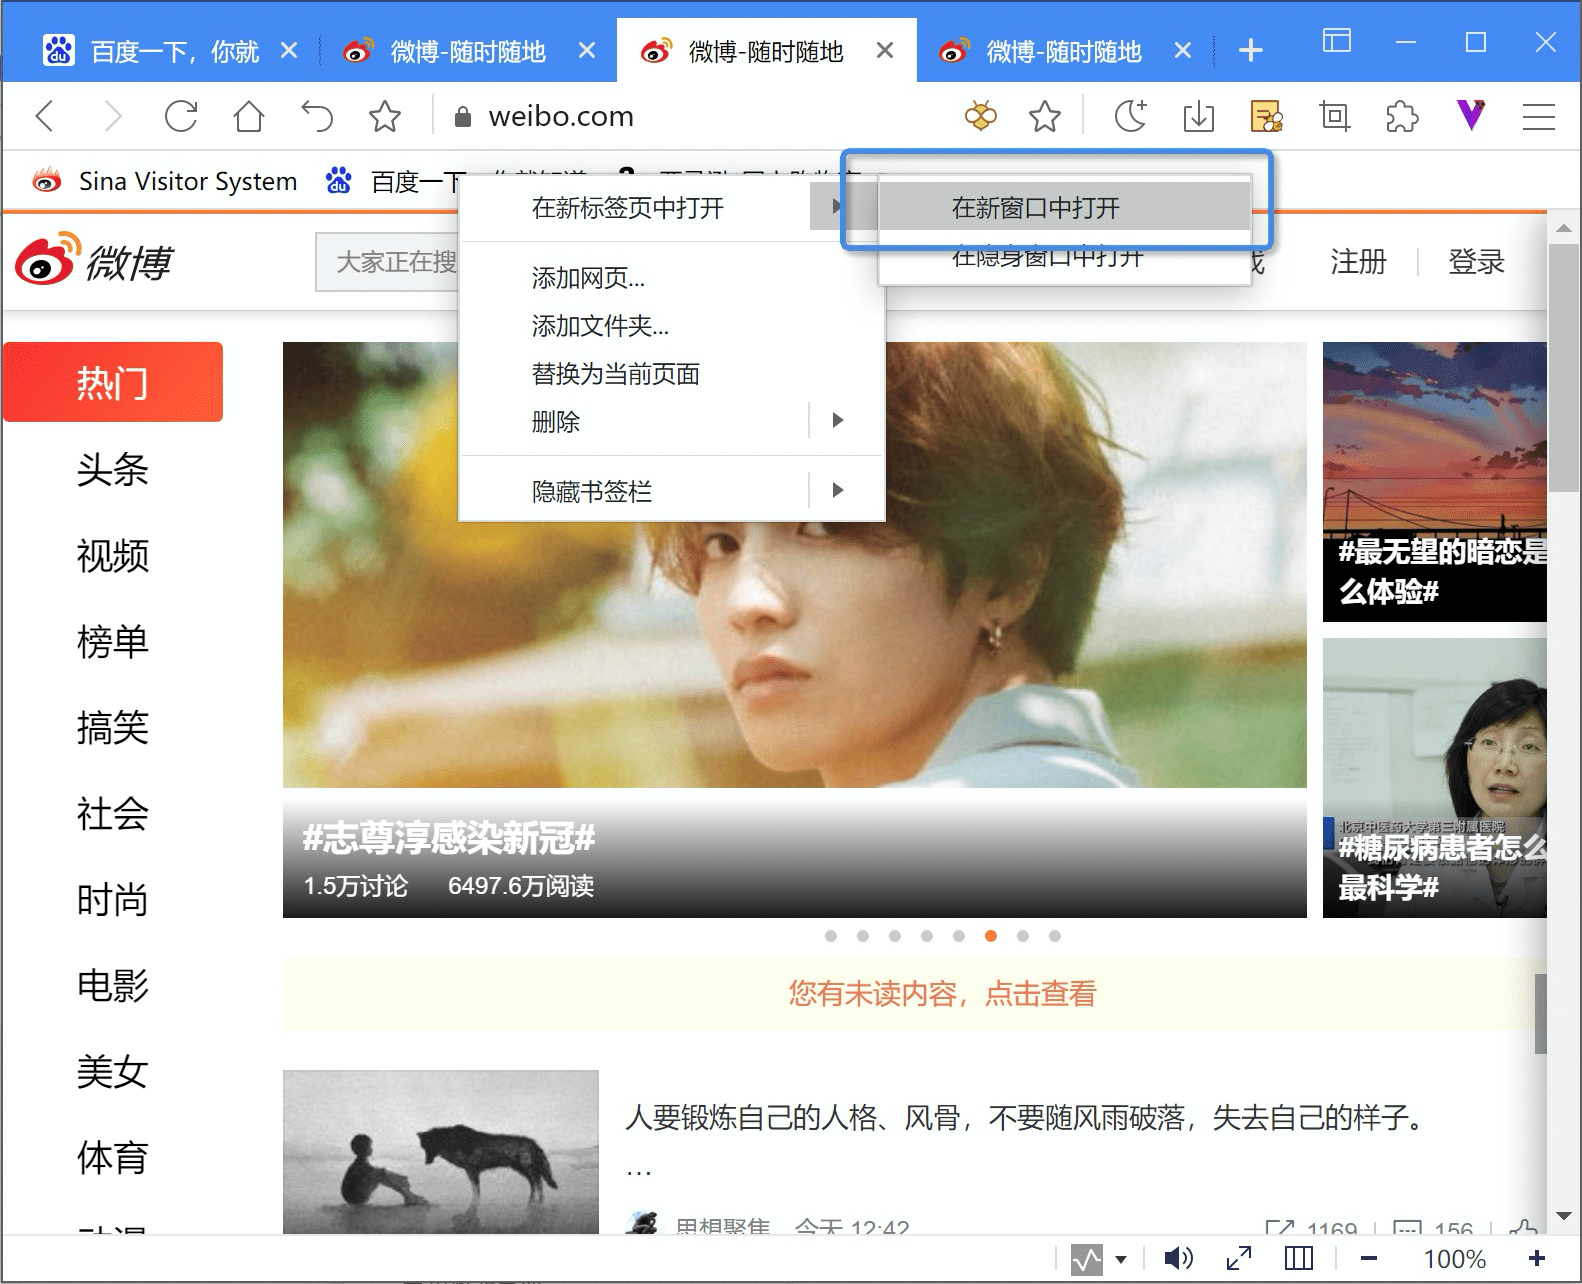 百度一下，你就
微博-随时随地
微博-随时随地
微博-随时随地
weibo.com
Sina Visitor System
百度一下
在新标签页中打开
添加网页...
添加文件夹...
替换为当前页面
删除
隐藏书签栏
在新窗口中打开
在隐身窗口中打开
微博
大家正在搜
注册
登录
热门
头条
视频
榜单
搞笑
社会
时尚
电影
美女
体育
#志尊淳感染新冠#
1.5万讨论 6497.6万阅读
#最无望的暗恋是
么体验#
北京中医药大学第三附属医院
#糖尿病患者怎么
最科学#
您有未读内容，点击查看
人要锻炼自己的人格、风骨，不要随风雨破落，失去自己的样子。
…
思想聚焦 今天 12:42
1169
156
100%